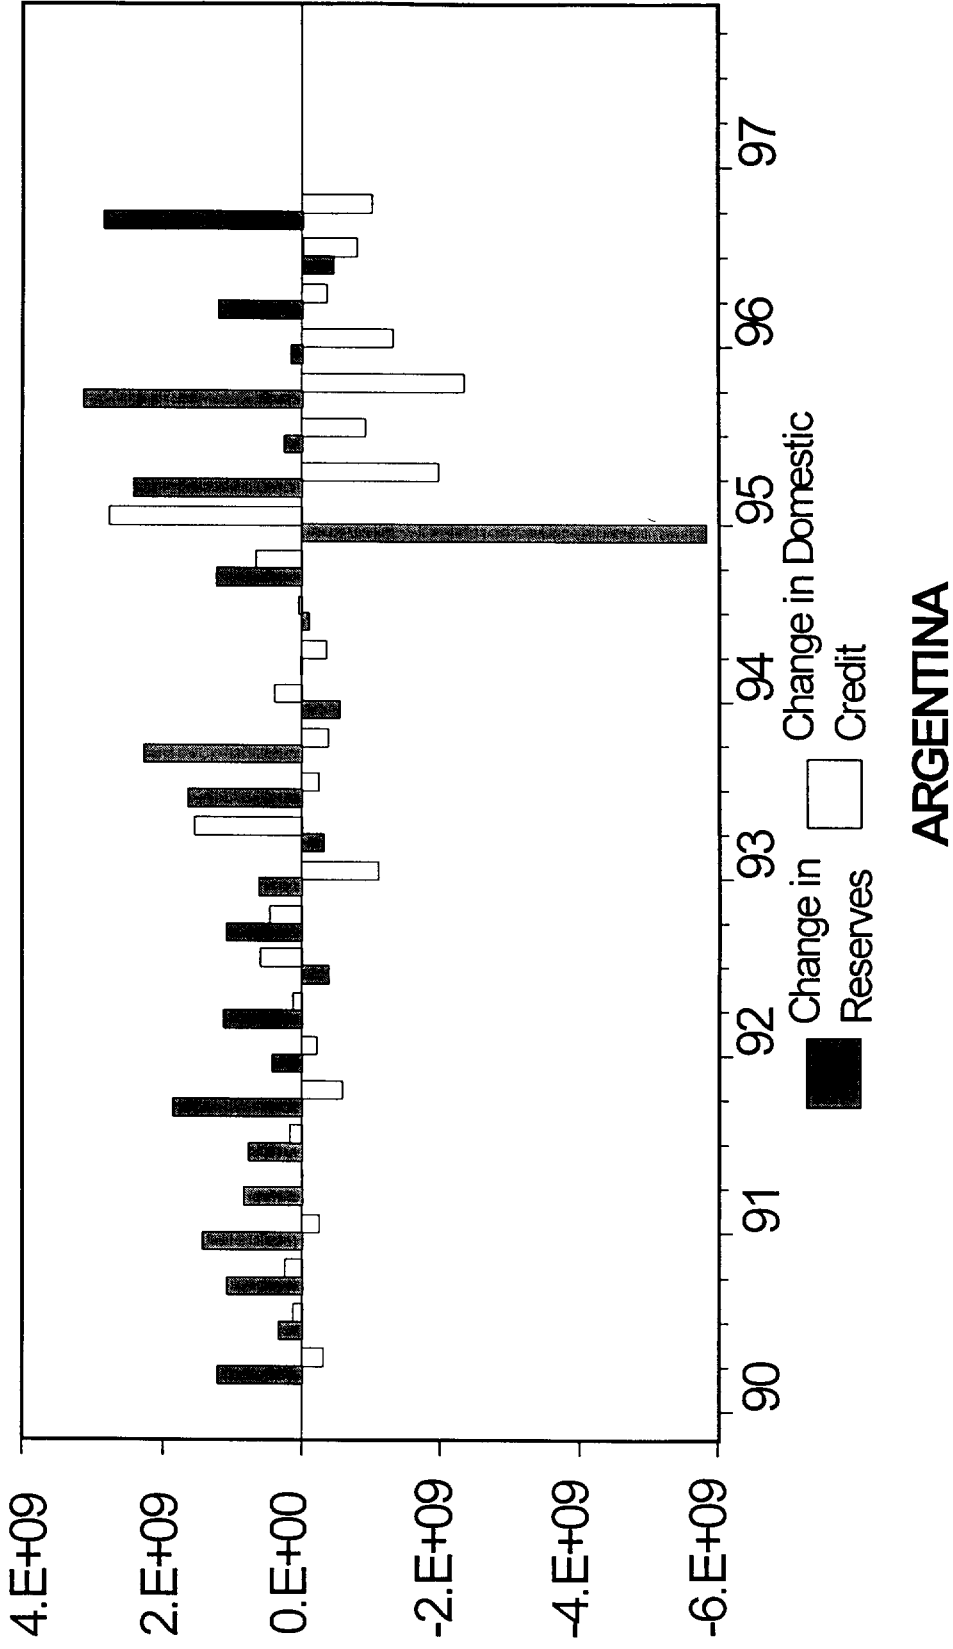 4.E+09
2.E+09
0.E+00
-2.E+09
-4.E+09
-6.E+09
90 91 92 93 94 95 96 97
Change in
Reserves
Change in Domestic
Credit
ARGENTINA